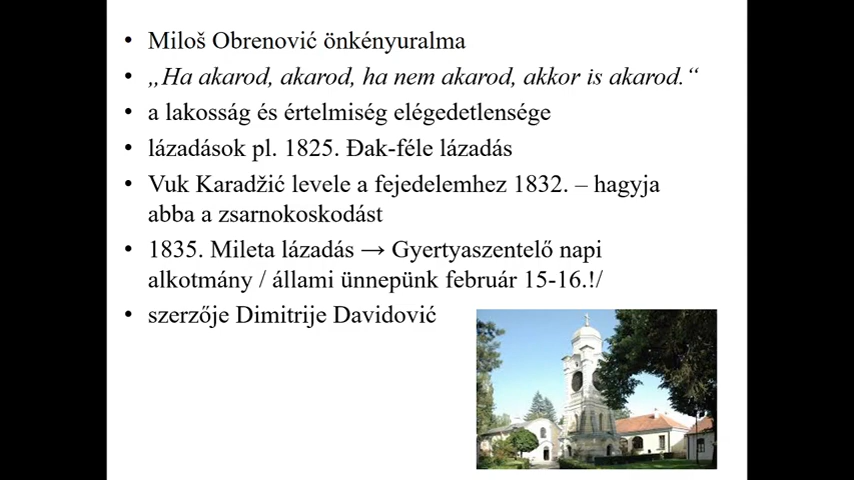 • Miloš Obrenović önkényuralma
• „Ha akarod, akarod, ha nem akarod, akkor is akarod.“
• a lakosság és értelmiség elégedetlensége
• lázadások pl. 1825. Đak-féle lázadás
• Vuk Karadžić levele a fejedelemhez 1832. – hagyja
abba a zsarnokoskodást
• 1835. Mileta lázadás → Gyertyaszentelő napi
alkotmány / állami ünnepünk február 15-16.!/
• szerzője Dimitrije Davidović